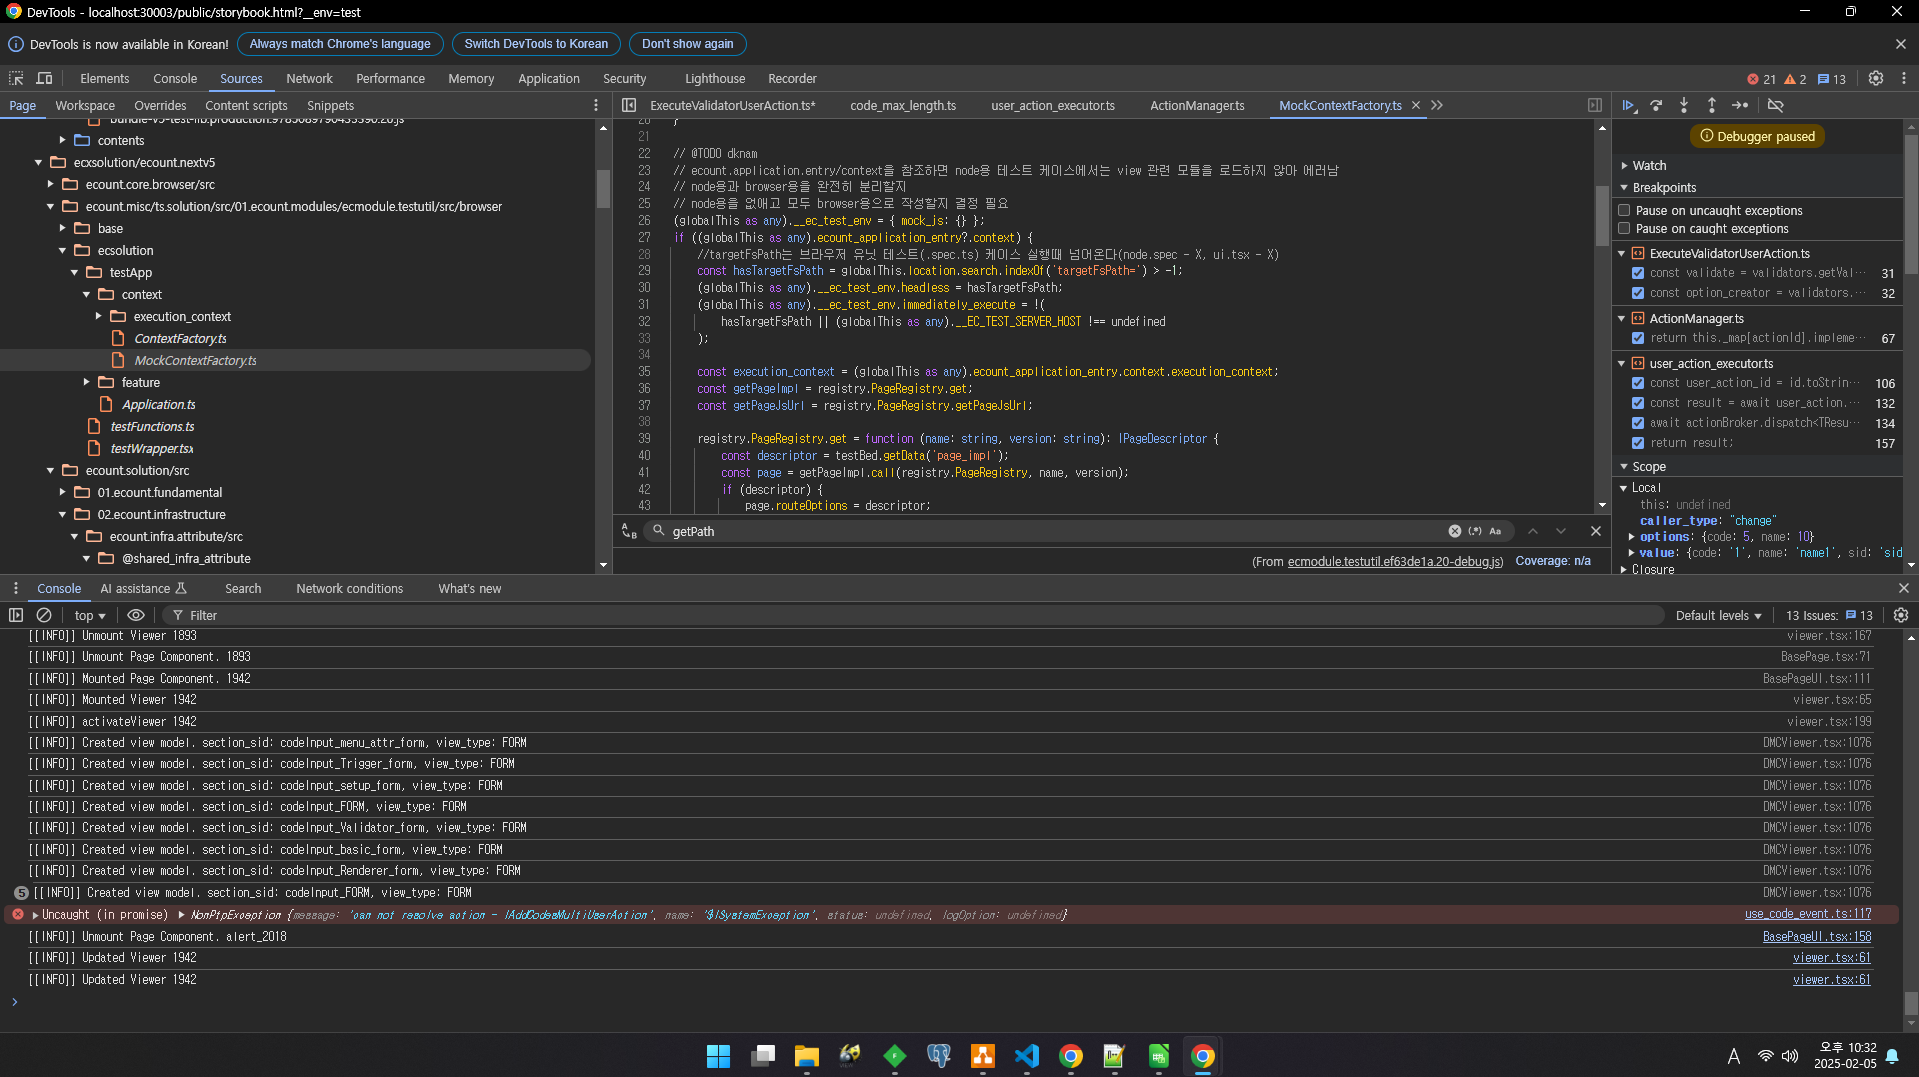 DevTools - localhost:30003/public/storybook.html?__env=test
DevTools is now available in Korean!
Always match Chrome's language
Switch DevTools to Korean
Don't show again
Elements
Console
Sources
Network
Performance
Memory
Application
Security
Lighthouse
Recorder
21
2
13
Page
Workspace
Overrides
Content scripts
Snippets
contents
ecxsolution/ecount.nextv5
ecount.core.browser/src
ecount.misc/ts.solution/src/01.ecount.modules/ecmodule.testutil/src/browser
base
ecsolution
testApp
context
execution_context
ContextFactory.ts
MockContextFactory.ts
feature
Application.ts
testFunctions.ts
testWrapper.tsx
ecount.solution/src
01.ecount.fundamental
02.ecount.infrastructure
ecount.infra.attribute/src
@shared_infra_attribute
ExecuteValidatorUserAction.ts*
code_max_length.ts
user_action_executor.ts
ActionManager.ts
MockContextFactory.ts
20 }
21
22 // @TODO dknam
23 // ecount.application.entry/context을 참조하면 node용 테스트 케이스에서는 view 관련 모듈을 로드하지 않아 에러남
24 // node용과 browser용을 완전히 분리할지
25 // node용을 없애고 모두 browser용으로 작성할지 결정 필요
26 (globalThis as any).__ec_test_env = { mock_js: {} };
27 if ((globalThis as any).ecount_application_entry?.context) {
28 //targetFsPath는 브라우저 유닛 테스트(.spec.ts) 케이스 실행때 넘어온다(node.spec - X, ui.tsx - X)
29 const hasTargetFsPath = globalThis.location.search.indexOf('targetFsPath=') > -1;
30 (globalThis as any).__ec_test_env.headless = hasTargetFsPath;
31 (globalThis as any).__ec_test_env.immediately_execute = !(
32 hasTargetFsPath || (globalThis as any).__EC_TEST_SERVER_HOST !== undefined
33 );
34
35 const execution_context = (globalThis as any).ecount_application_entry.context.execution_context;
36 const getPageImpl = registry.PageRegistry.get;
37 const getPageJsUrl = registry.PageRegistry.getPageJsUrl;
38
39 registry.PageRegistry.get = function (name: string, version: string): IPageDescriptor {
40 const descriptor = testBed.getData('page_impl');
41 const page = getPageImpl.call(registry.PageRegistry, name, version);
42 if (descriptor) {
43 page.routeOptions = descriptor;
getPath
(.*)
Aa
(From ecmodule.testutil.ef63de1a.20-debug.js)
Coverage: n/a
Debugger paused
Watch
Breakpoints
Pause on uncaught exceptions
Pause on caught exceptions
ExecuteValidatorUserAction.ts
const validate = validators.getVal… 31
const option_creator = validators.… 32
ActionManager.ts
return this._map[actionId].impleme… 67
user_action_executor.ts
const user_action_id = id.toStrin… 106
const result = await user_action.… 132
await actionBroker.dispatch<TResu… 134
return result; 157
Scope
Local
this: undefined
caller_type: "change"
options: {code: 5, name: 10}
value: {code: '1', name: 'name1', sid: 'sid
Closure
Console
AI assistance
Search
Network conditions
What's new
top
Filter
Default levels
13 Issues:
13
[[INFO]] Unmount Viewer 1893 viewer.tsx:167
[[INFO]] Unmount Page Component. 1893 BasePage.tsx:71
[[INFO]] Mounted Page Component. 1942 BasePageUI.tsx:111
[[INFO]] Mounted Viewer 1942 viewer.tsx:65
[[INFO]] activateViewer 1942 viewer.tsx:199
[[INFO]] Created view model. section_sid: codeInput_menu_attr_form, view_type: FORM DMCViewer.tsx:1076
[[INFO]] Created view model. section_sid: codeInput_Trigger_form, view_type: FORM DMCViewer.tsx:1076
[[INFO]] Created view model. section_sid: codeInput_setup_form, view_type: FORM DMCViewer.tsx:1076
[[INFO]] Created view model. section_sid: codeInput_FORM, view_type: FORM DMCViewer.tsx:1076
[[INFO]] Created view model. section_sid: codeInput_Validator_form, view_type: FORM DMCViewer.tsx:1076
[[INFO]] Created view model. section_sid: codeInput_basic_form, view_type: FORM DMCViewer.tsx:1076
[[INFO]] Created view model. section_sid: codeInput_Renderer_form, view_type: FORM DMCViewer.tsx:1076
5 [[INFO]] Created view model. section_sid: codeInput_FORM, view_type: FORM DMCViewer.tsx:1076
Uncaught (in promise) NonPtpException {message: 'can not resolve action - IAddCodesMultiUserAction', name: '$ISystemException', status: undefined, logOption: undefined} use_code_event.ts:117
[[INFO]] Unmount Page Component. alert_2018 BasePageUI.tsx:158
[[INFO]] Updated Viewer 1942 viewer.tsx:61
[[INFO]] Updated Viewer 1942 viewer.tsx:61
A
오후 10:32
2025-02-05